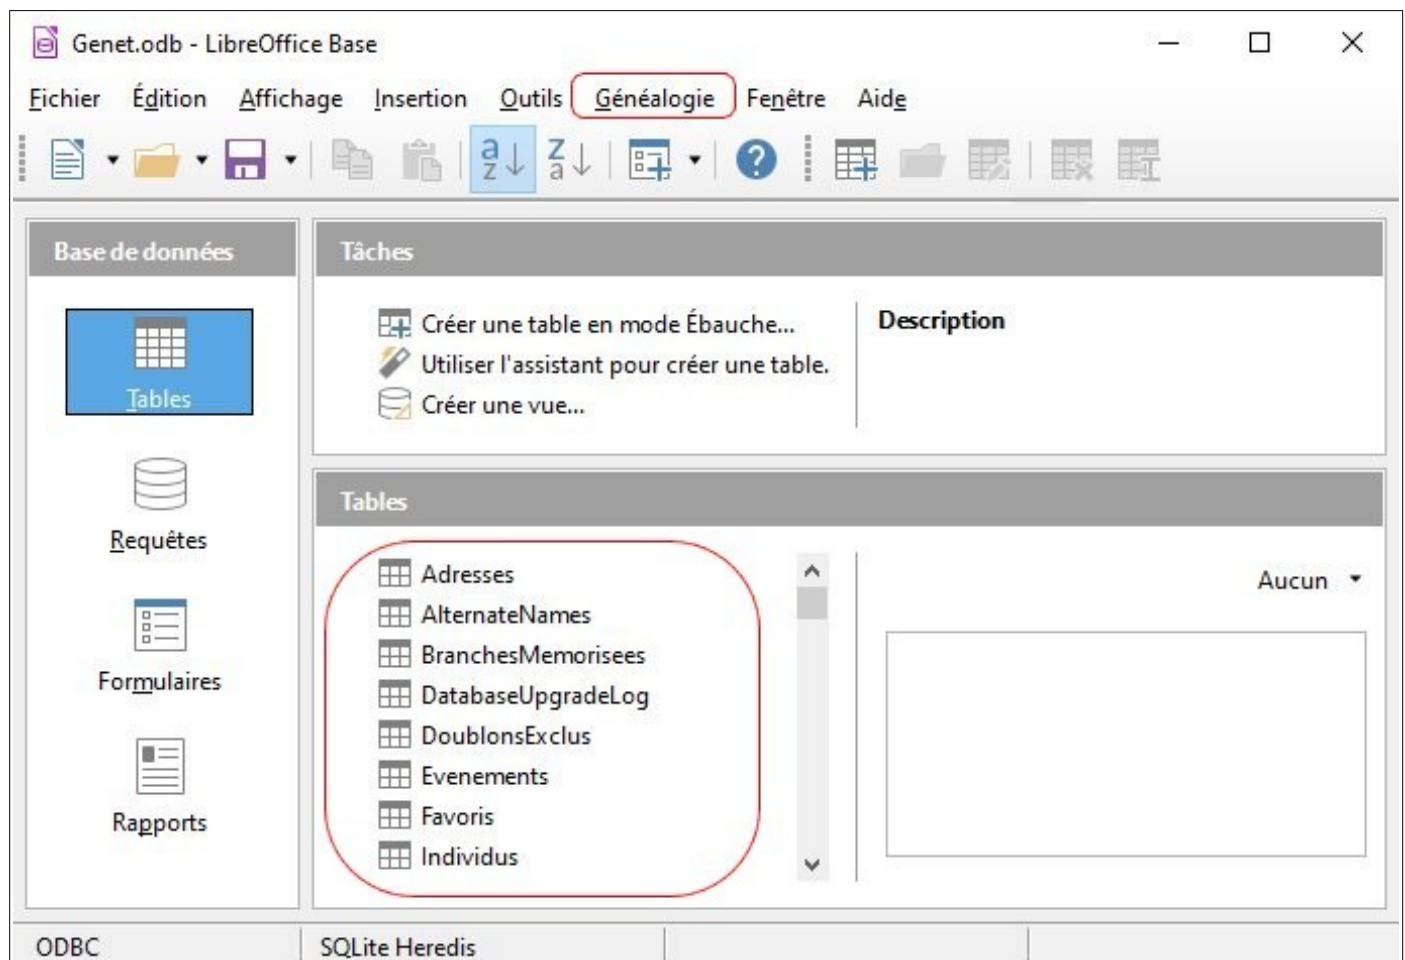 Genet.odb - LibreOffice Base
Fichier Édition Affichage Insertion Outils Généalogie Fenêtre Aide
Base de données
Tables
Requêtes
Formulaires
Rapports
Tâches
Créer une table en mode Ébauche...
Utiliser l'assistant pour créer une table.
Créer une vue...
Description
Tables
Adresses
AlternateNames
BranchesMemorisees
DatabaseUpgradeLog
DoublonsExclus
Evenements
Favoris
Individus
Aucun
ODBC
SQLite Heredis